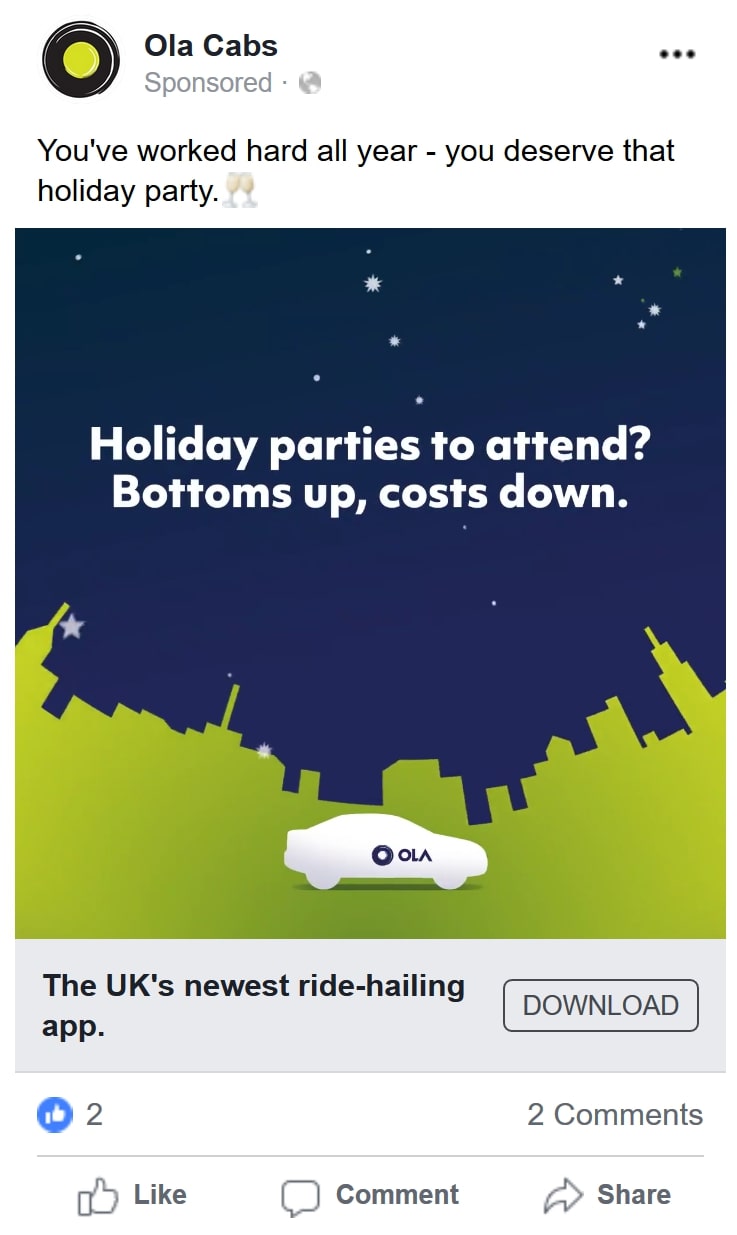 Ola Cabs
Sponsored ·
You've worked hard all year - you deserve that
holiday party.🥂
Holiday parties to attend?
Bottoms up, costs down.
OLA
The UK's newest ride-hailing
app.
DOWNLOAD
2
2 Comments
Like
Comment
Share